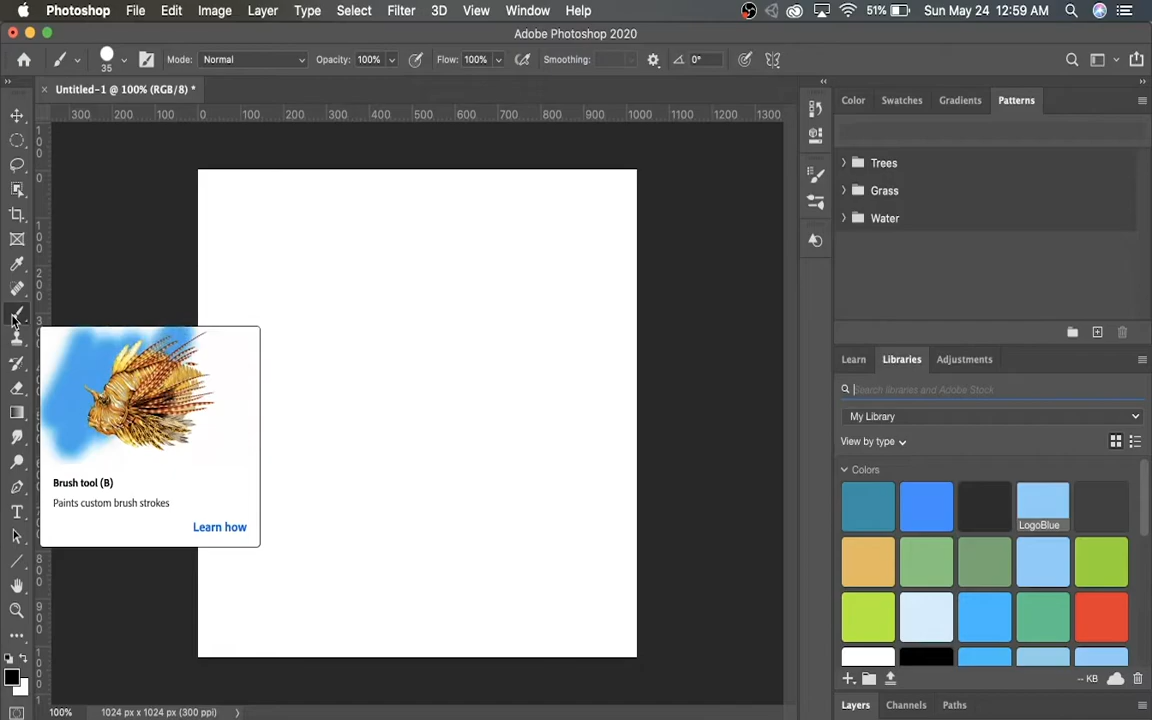 Photoshop File Edit Image Layer Type Select Filter 3D View Window Help 51% Sun May 24 12:59 AM
Adobe Photoshop 2020
35 Mode: Normal Opacity: 100% Flow: 100% Smoothing: 0°
Untitled-1 @ 100% (RGB/8) *
300 200 100 0 100 200 300 400 500 600 700 800 900 1000 1100 1200 1300
Color Swatches Gradients Patterns
Trees
Grass
Water
Brush tool (B)
Paints custom brush strokes
Learn how
Learn Libraries Adjustments
Search libraries and Adobe Stock
My Library
View by type
Colors
LogoBlue
-- KB
Layers Channels Paths
100% 1024 px x 1024 px (300 ppi)